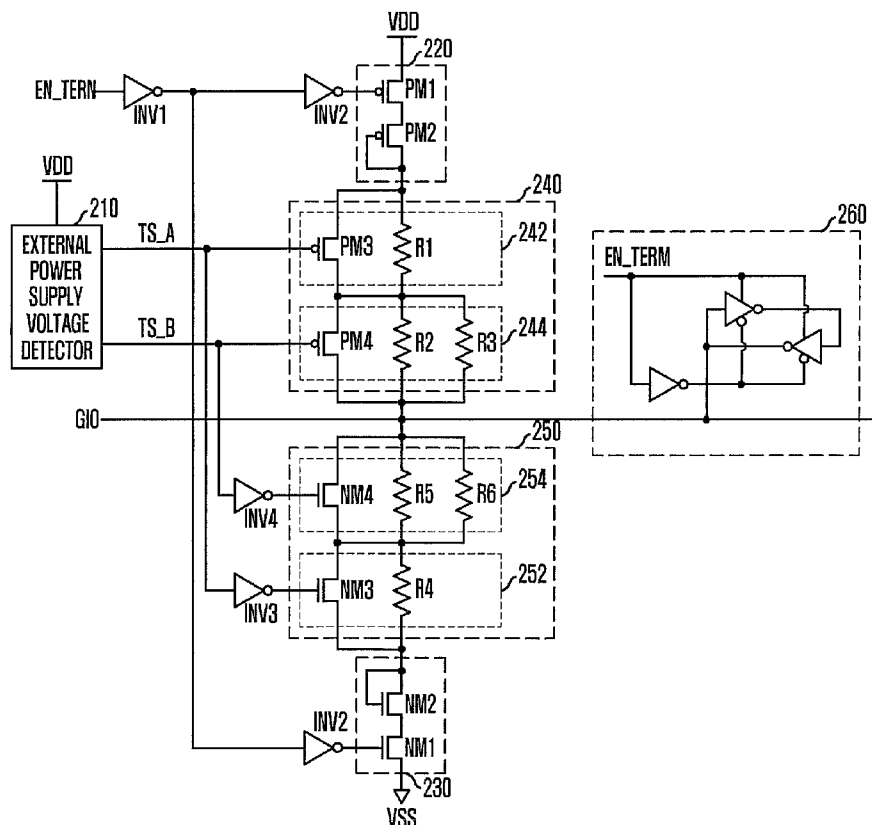 VDD
220
EN_TERN
INV1
INV2
PM1
PM2
VDD
210
EXTERNAL
POWER
SUPPLY
VOLTAGE
DETECTOR
TS_A
TS_B
240
PM3
R1
242
PM4
R2
R3
244
260
EN_TERM
GIO
250
NM4
R5
R6
254
INV4
NM3
R4
252
INV3
NM2
INV2
NM1
230
VSS